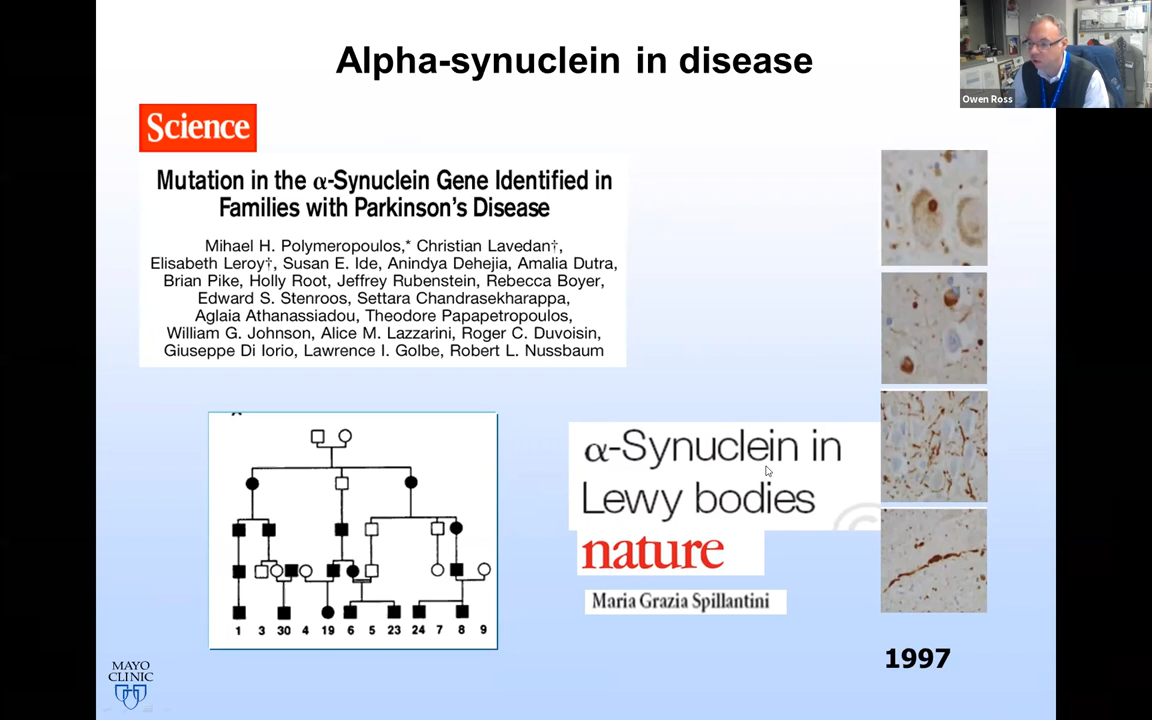 Alpha-synuclein in disease
Owen Ross
Science
Mutation in the α-Synuclein Gene Identified in
Families with Parkinson's Disease
Mihael H. Polymeropoulos,* Christian Lavedan†,
Elisabeth Leroy†, Susan E. Ide, Anindya Dehejia, Amalia Dutra,
Brian Pike, Holly Root, Jeffrey Rubenstein, Rebecca Boyer,
Edward S. Stenroos, Settara Chandrasekharappa,
Aglaia Athanassiadou, Theodore Papapetropoulos,
William G. Johnson, Alice M. Lazzarini, Roger C. Duvoisin,
Giuseppe Di Iorio, Lawrence I. Golbe, Robert L. Nussbaum
1 3 30 4 19 6 5 23 24 7 8 9
α-Synuclein in
Lewy bodies
nature
Maria Grazia Spillantini
1997
MAYO
CLINIC